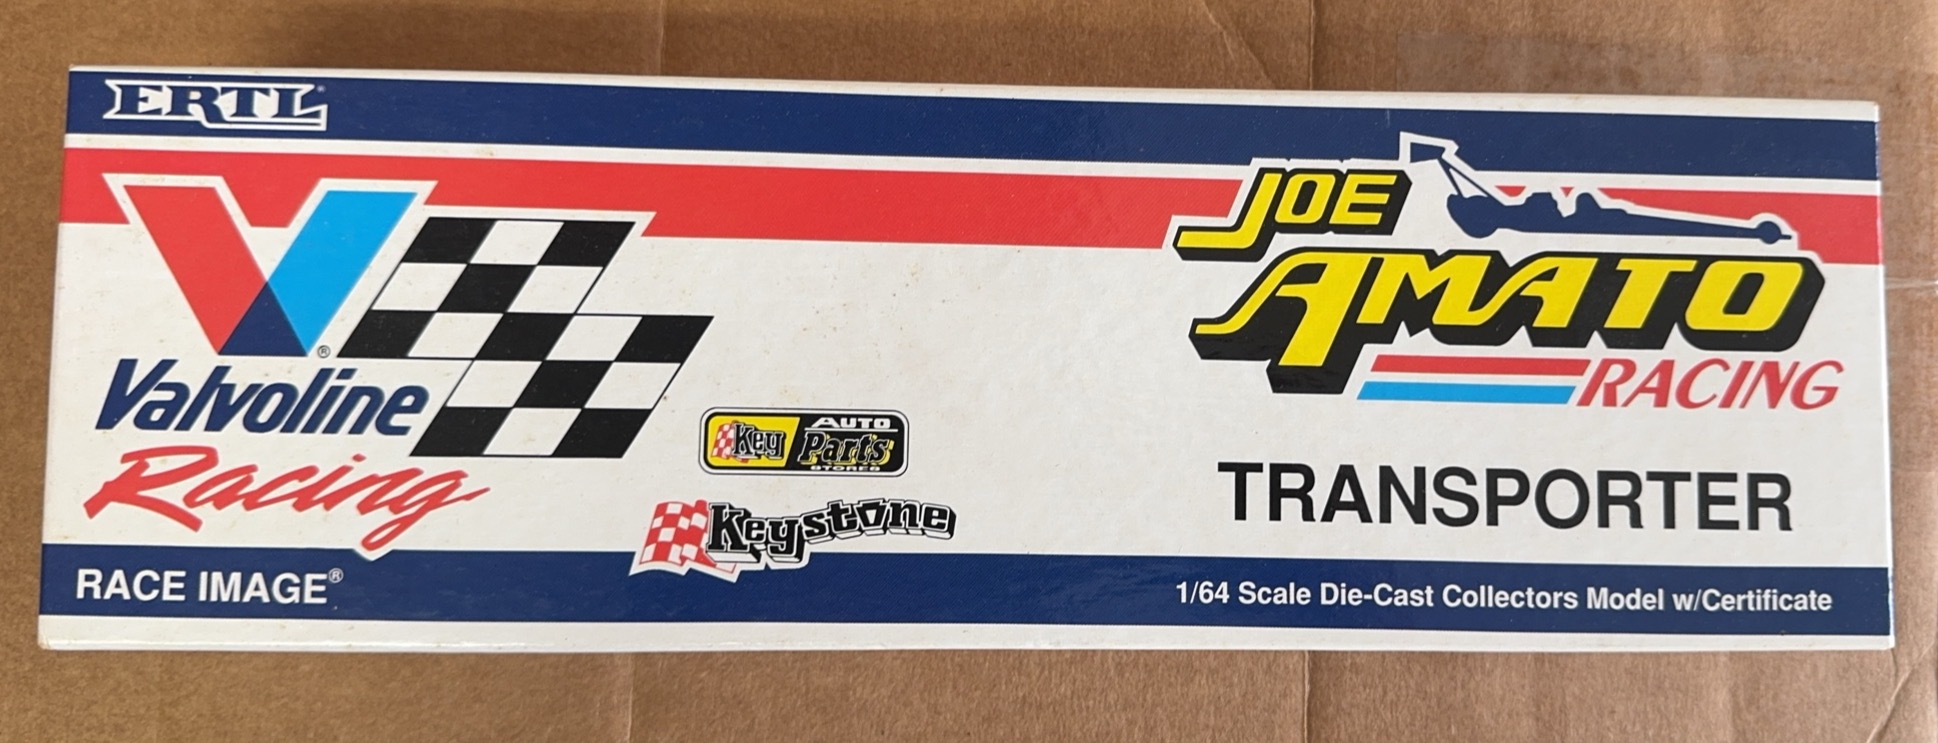 ERTL
JOE
AMATO
RACING
Valvoline®
Racing
Key AUTO
Parts
STORES
Keystone
TRANSPORTER
RACE IMAGE®
1/64 Scale Die-Cast Collectors Model w/Certificate